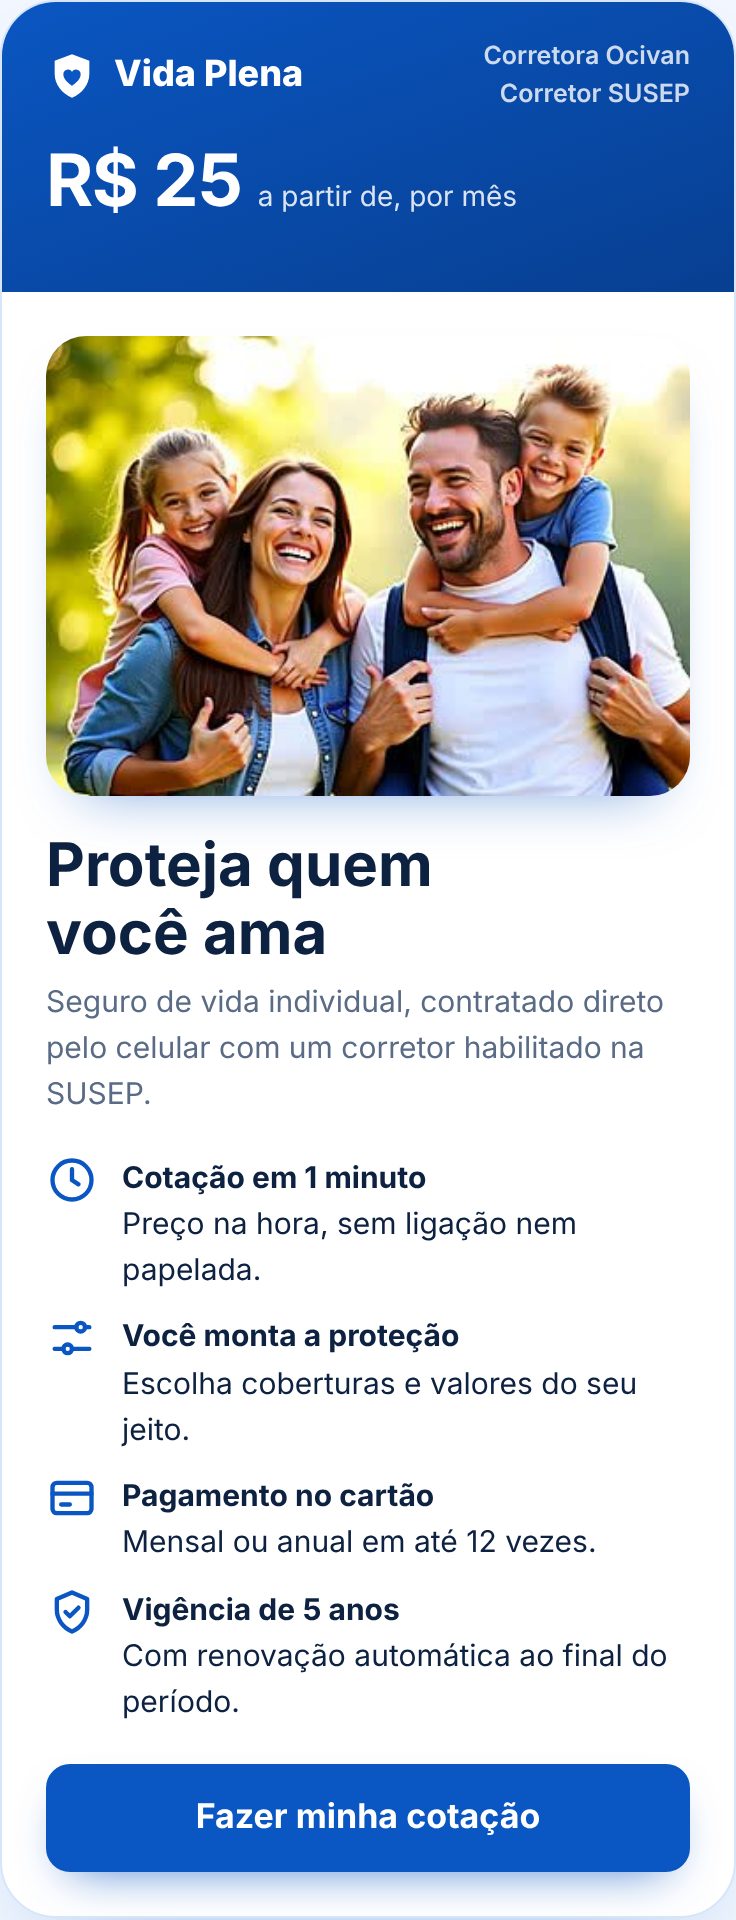 Vida Plena
Corretora Ocivan
Corretor SUSEP
R$ 25 a partir de, por mês
Proteja quem
você ama
Seguro de vida individual, contratado direto
pelo celular com um corretor habilitado na
SUSEP.
Cotação em 1 minuto
Preço na hora, sem ligação nem
papelada.
Você monta a proteção
Escolha coberturas e valores do seu
jeito.
Pagamento no cartão
Mensal ou anual em até 12 vezes.
Vigência de 5 anos
Com renovação automática ao final do
período.
Fazer minha cotação